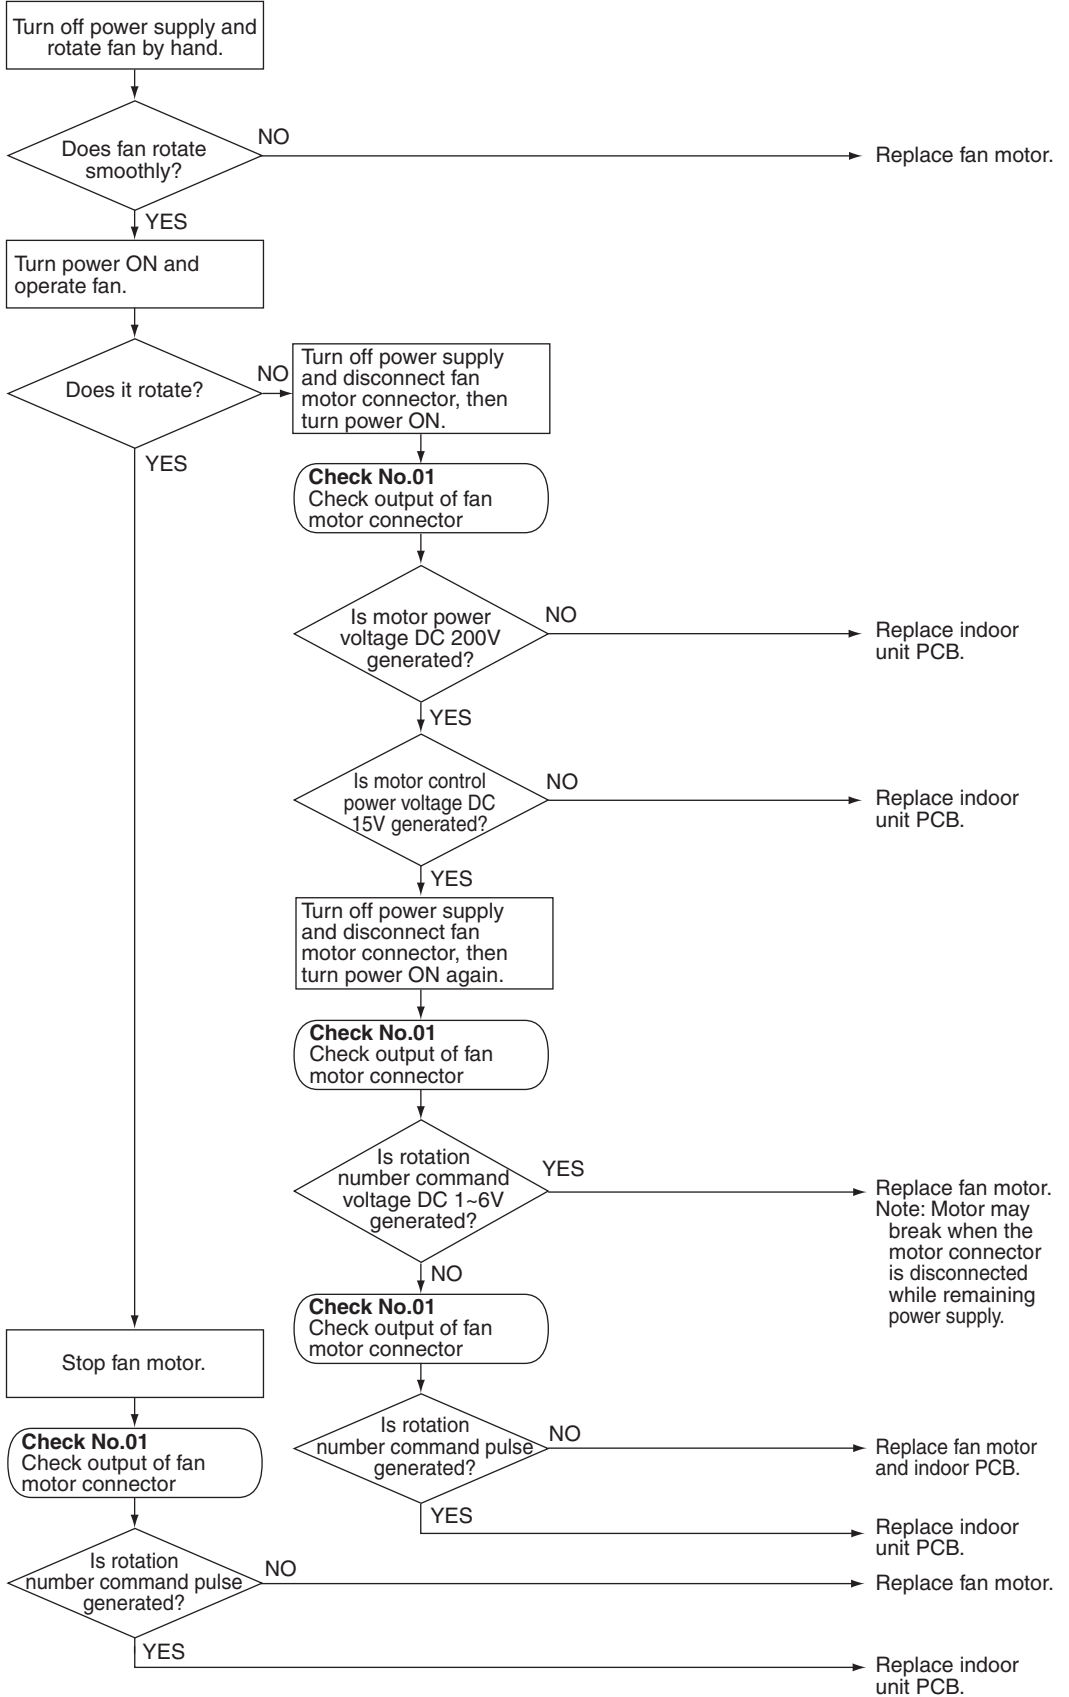 Turn off power supply and
rotate fan by hand.
Does fan rotate
smoothly?
NO
Replace fan motor.
YES
Turn power ON and
operate fan.
Does it rotate?
NO
Turn off power supply
and disconnect fan
motor connector, then
turn power ON.
YES
Check No.01
Check output of fan
motor connector
Is motor power
voltage DC 200V
generated?
NO
Replace indoor
unit PCB.
YES
Is motor control
power voltage DC
15V generated?
NO
Replace indoor
unit PCB.
YES
Turn off power supply
and disconnect fan
motor connector, then
turn power ON again.
Check No.01
Check output of fan
motor connector
Is rotation
number command
voltage DC 1~6V
generated?
YES
Replace fan motor.
Note: Motor may
break when the
motor connector
is disconnected
while remaining
power supply.
NO
Check No.01
Check output of fan
motor connector
Is rotation
number command pulse
generated?
NO
Replace fan motor
and indoor PCB.
YES
Replace indoor
unit PCB.
Stop fan motor.
Check No.01
Check output of fan
motor connector
Is rotation
number command pulse
generated?
NO
Replace fan motor.
YES
Replace indoor
unit PCB.